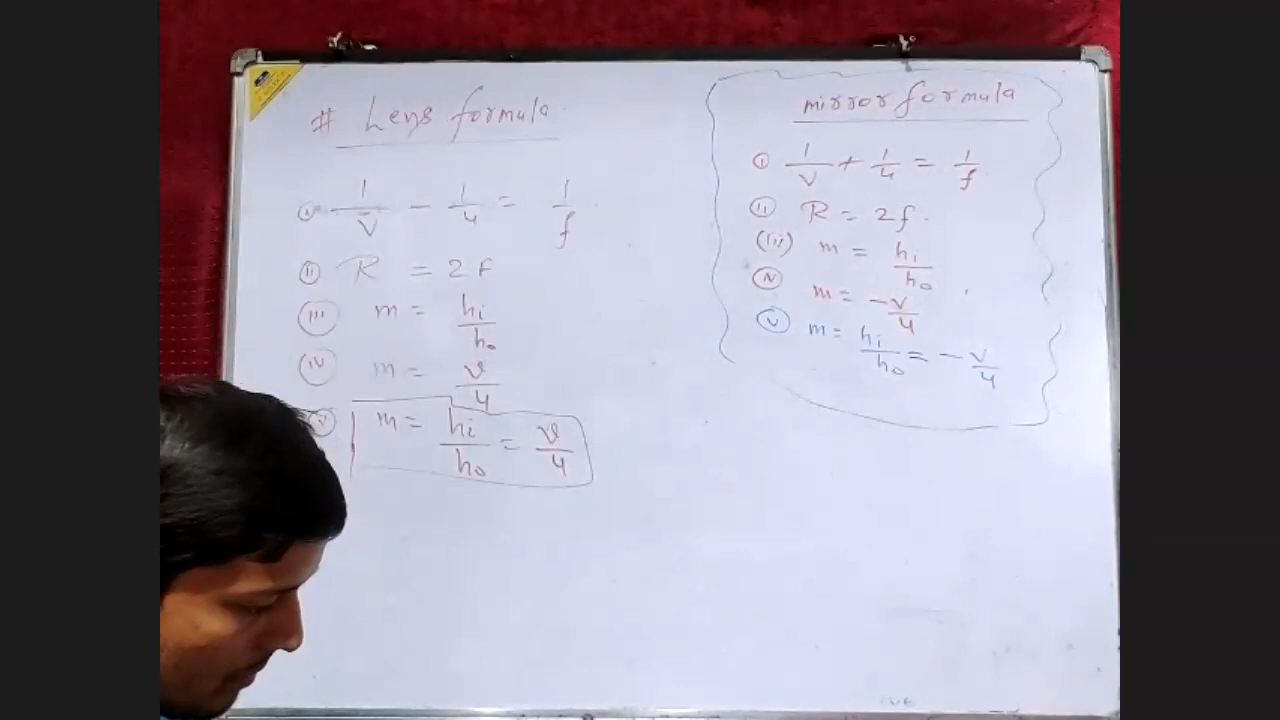 # Lens formula
(i) 1/v - 1/u = 1/f
(ii) R = 2F
(iii) m = hi/ho
(iv) m = v/u
(v) m = hi/ho = v/u
mirror formula
(i) 1/v + 1/u = 1/f
(ii) R = 2f.
(iii) m = hi/ho
(iv) m = -v/u
(v) m = hi/ho = -v/u